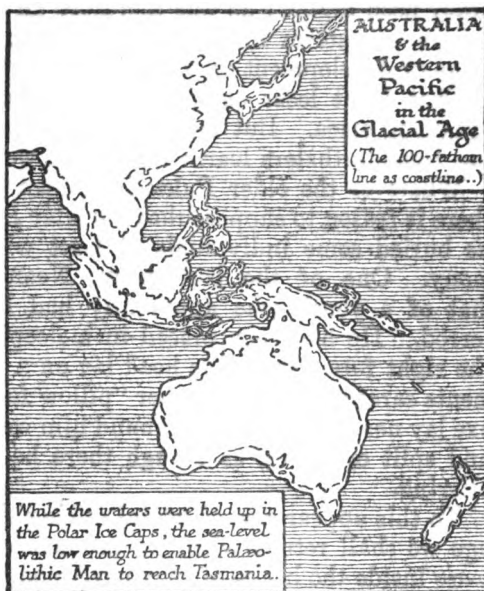 AUSTRALIA
& the
Western
Pacific
in the
Glacial Age
(The 100-fathom
line as coastline..)
While the waters were held up in
the Polar Ice Caps, the sea-level
was low enough to enable Palæo-
lithic Man to reach Tasmania..